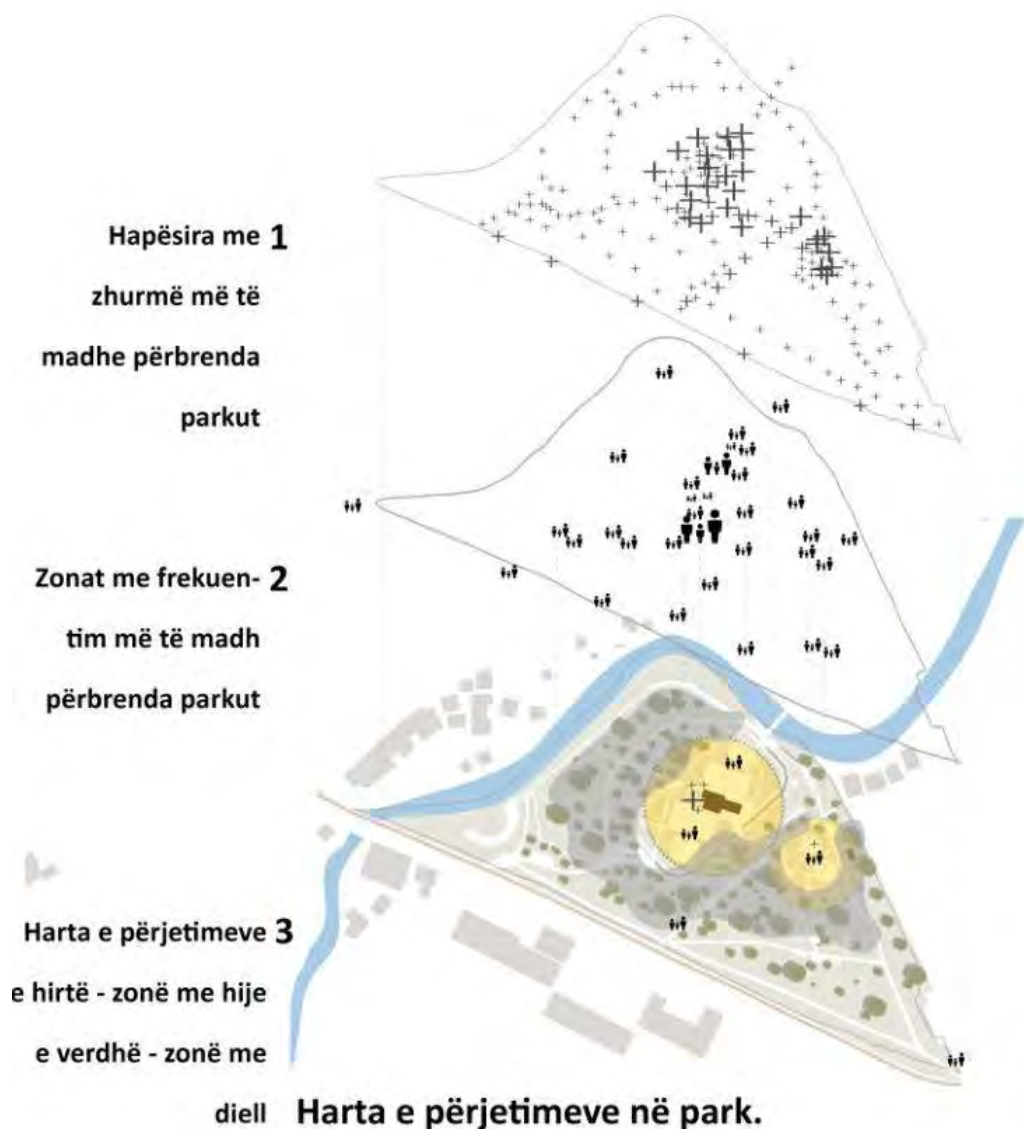 Hapësira me 1
zhurmë më të
madhe përbrenda
parkut
Zonat me frekuen- 2
tim më të madh
përbrenda parkut
Harta e përjetimeve 3
e hirtë - zonë me hije
e verdhë - zonë me
diell
Harta e përjetimeve në park.